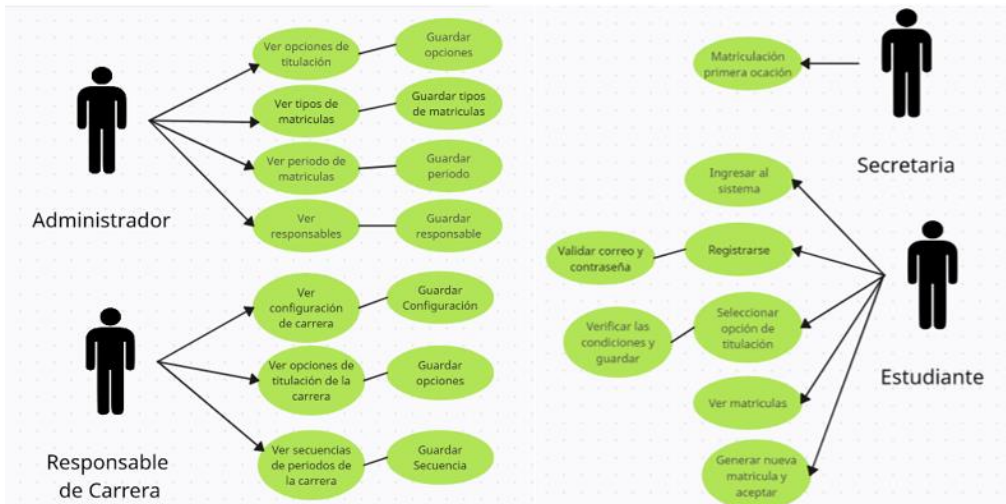 Ver opciones de
titulación
Guardar
opciones
Ver tipos de
matriculas
Guardar tipos
de matriculas
Ver periodo de
matriculas
Guardar
periodo
Ver
responsables
Guardar
responsable
Administrador
Ver
configuración
de carrera
Guardar
Configuración
Ver opciones de
titulación de la
carrera
Guardar
opciones
Ver secuencias
de periodos de
la carrera
Guardar
Secuencia
Responsable
de Carrera
Matriculación
primera ocación
Secretaria
Ingresar al
sistema
Validar correo y
contraseña
Registrarse
Verificar las
condiciones y
guardar
Seleccionar
opción de
titulación
Ver matriculas
Generar nueva
matricula y
aceptar
Estudiante